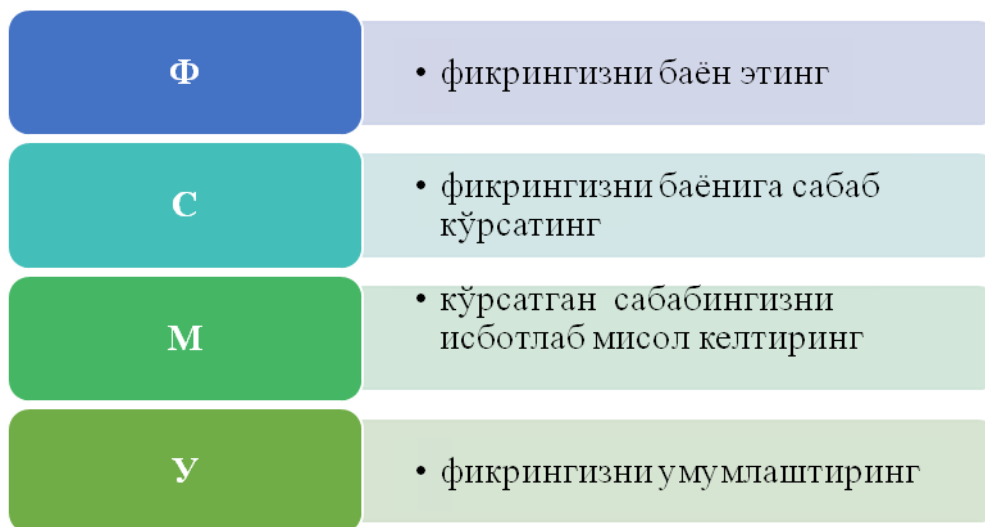 Ф
• фикрингизни баён этинг
С
• фикрингизни баёнига сабаб
кўрсатинг
М
• кўрсатган сабабингизни
исботлаб мисол келтиринг
У
• фикрингизни умумлаштиринг